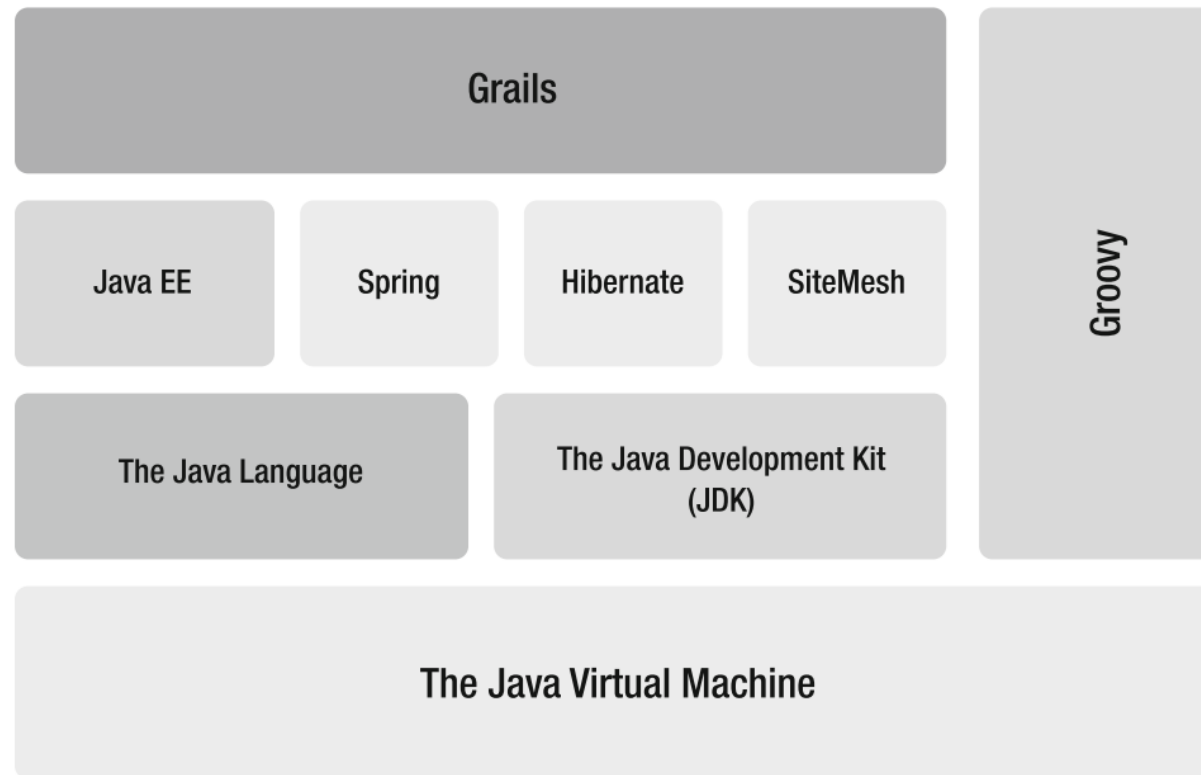 Grails
Java EE
Spring
Hibernate
SiteMesh
Groovy
The Java Language
The Java Development Kit
(JDK)
The Java Virtual Machine